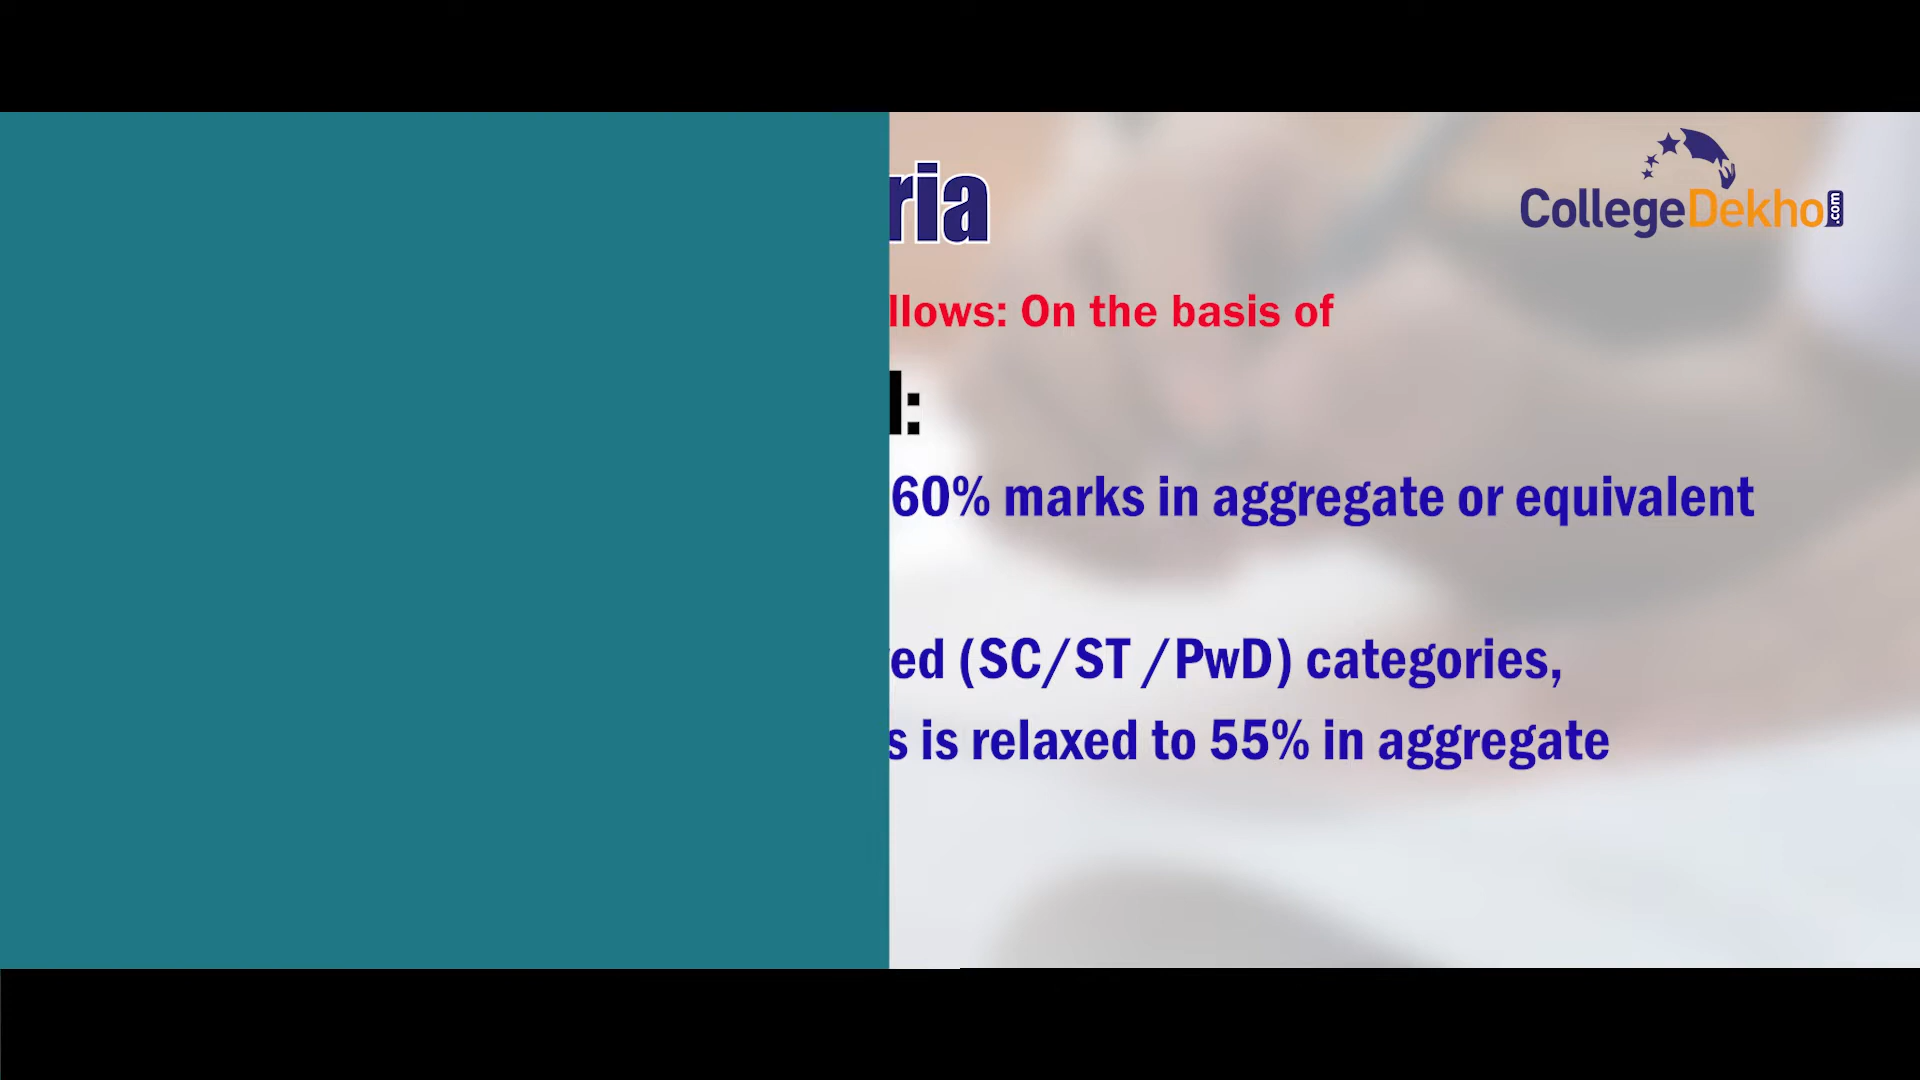 CollegeDekho.com
ria
llows: On the basis of
:
60% marks in aggregate or equivalent
ed (SC/ST /PwD) categories,
s is relaxed to 55% in aggregate